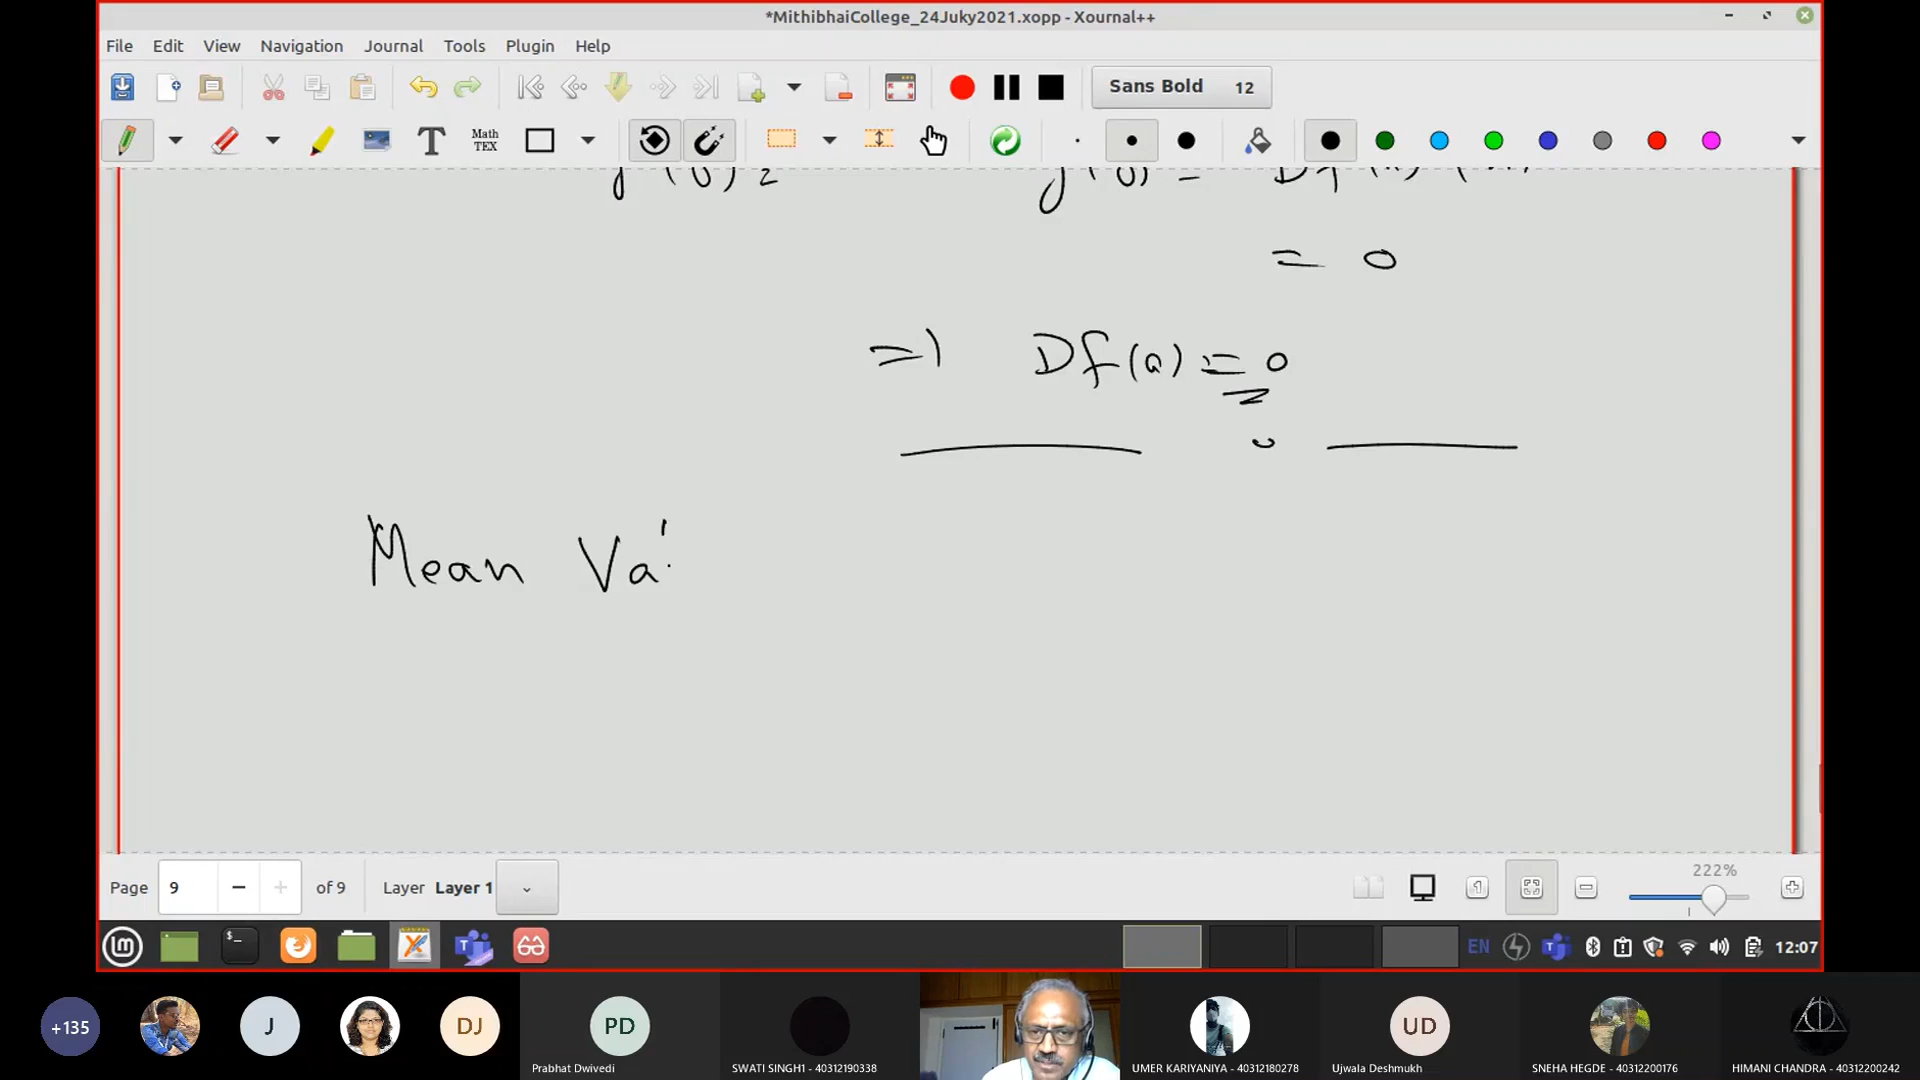 *MithibhaiCollege_24Juky2021.xopp - Xournal++
File Edit View Navigation Journal Tools Plugin Help
Sans Bold 12
Math TEX
= 0
=> Df(a) = 0
Mean Va
Page 9 of 9 Layer Layer 1 222%
EN 12:07
+135 J DJ PD UD
Prabhat Dwivedi SWATI SINGH1 - 40312190338 UMER KARIYANIYA - 40312180278 Ujwala Deshmukh SNEHA HEGDE - 40312200176 HIMANI CHANDRA - 40312200242